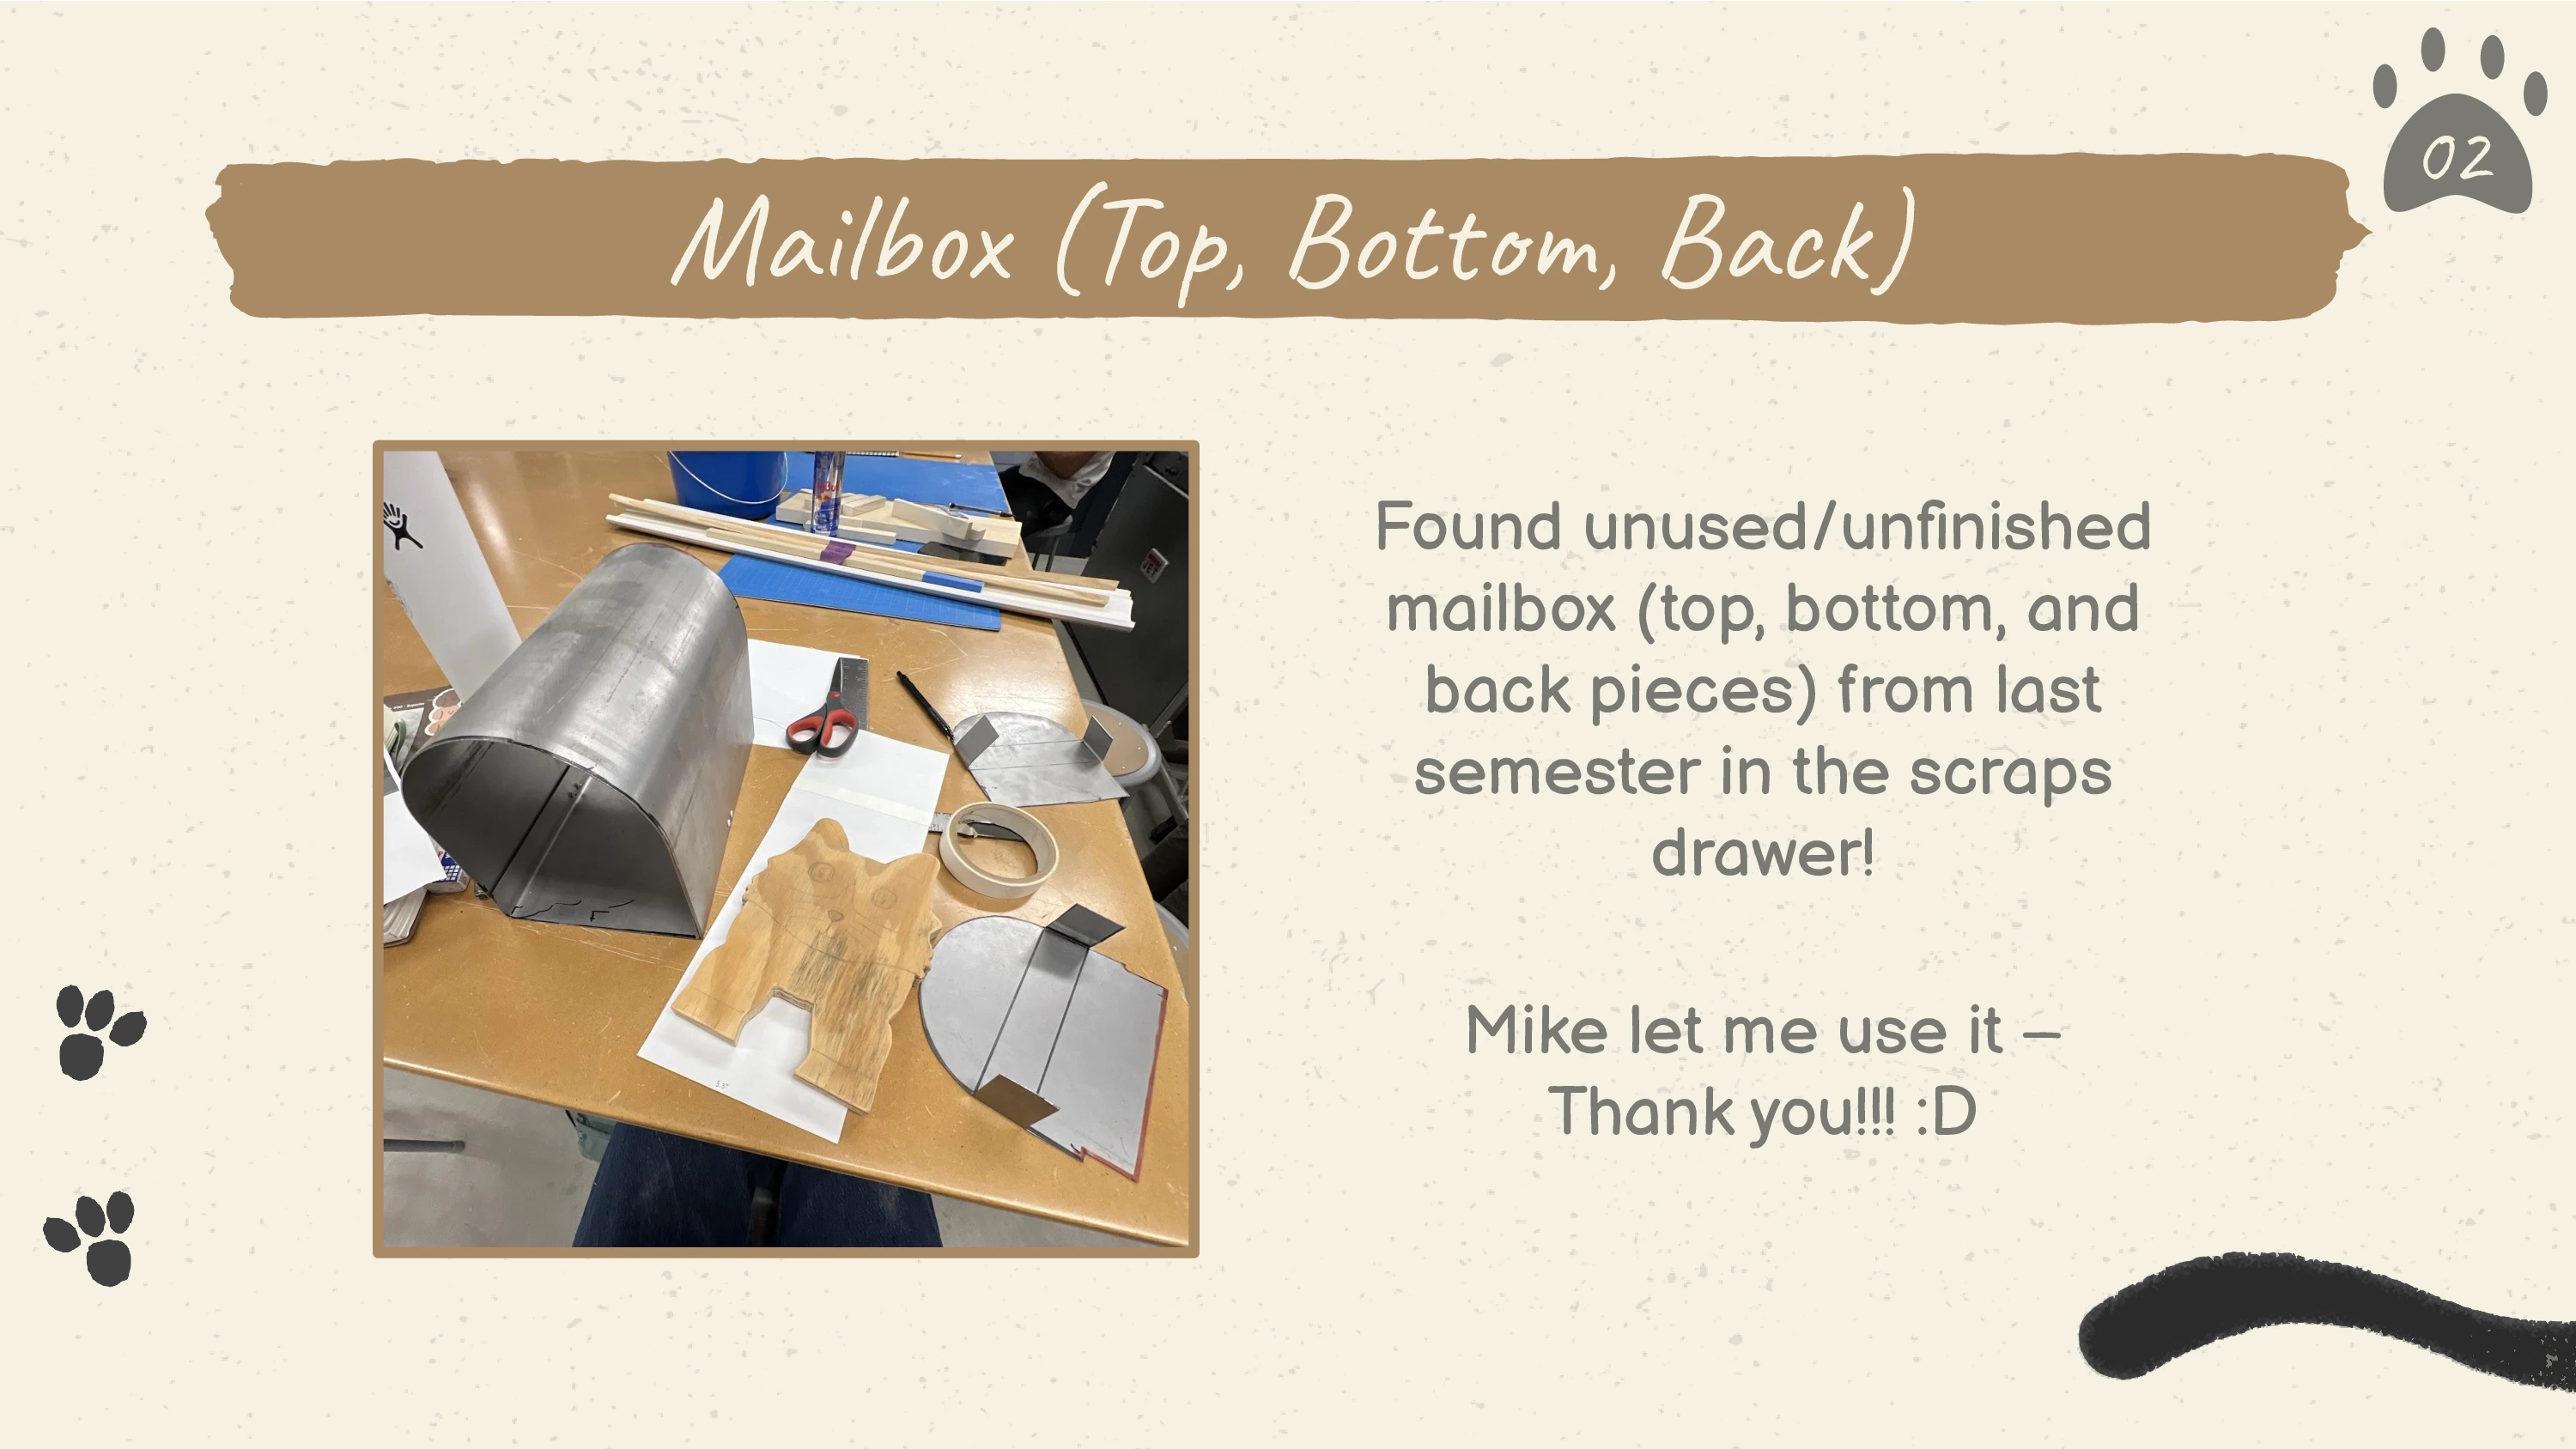 02
Mailbox (Top, Bottom, Back)
Found unused/unfinished
mailbox (top, bottom, and
back pieces) from last
semester in the scraps
drawer!
Mike let me use it –
Thank you!!! :D